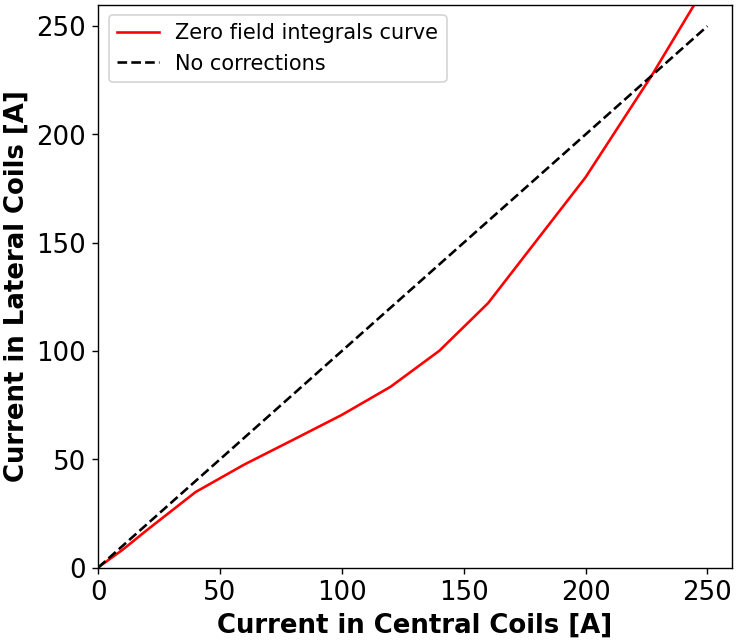 Zero field integrals curve
No corrections
250
200
150
100
50
0
0 50 100 150 200 250
Current in Lateral Coils [A]
Current in Central Coils [A]